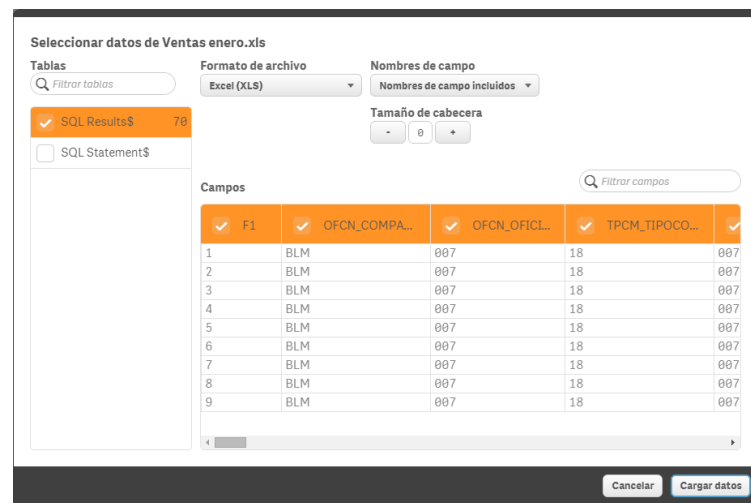 Seleccionar datos de Ventas enero.xls
Tablas
Filtrar tablas
SQL Results$ 70
SQL Statement$
Formato de archivo
Excel (XLS)
Nombres de campo
Nombres de campo incluidos
Tamaño de cabecera
- 0 +
Campos
Filtrar campos
F1 OFCN_COMPA... OFCN_OFICI... TPCM_TIPOCO...
1 BLM 007 18 007
2 BLM 007 18 007
3 BLM 007 18 007
4 BLM 007 18 007
5 BLM 007 18 007
6 BLM 007 18 007
7 BLM 007 18 007
8 BLM 007 18 007
9 BLM 007 18 007
Cancelar Cargar datos